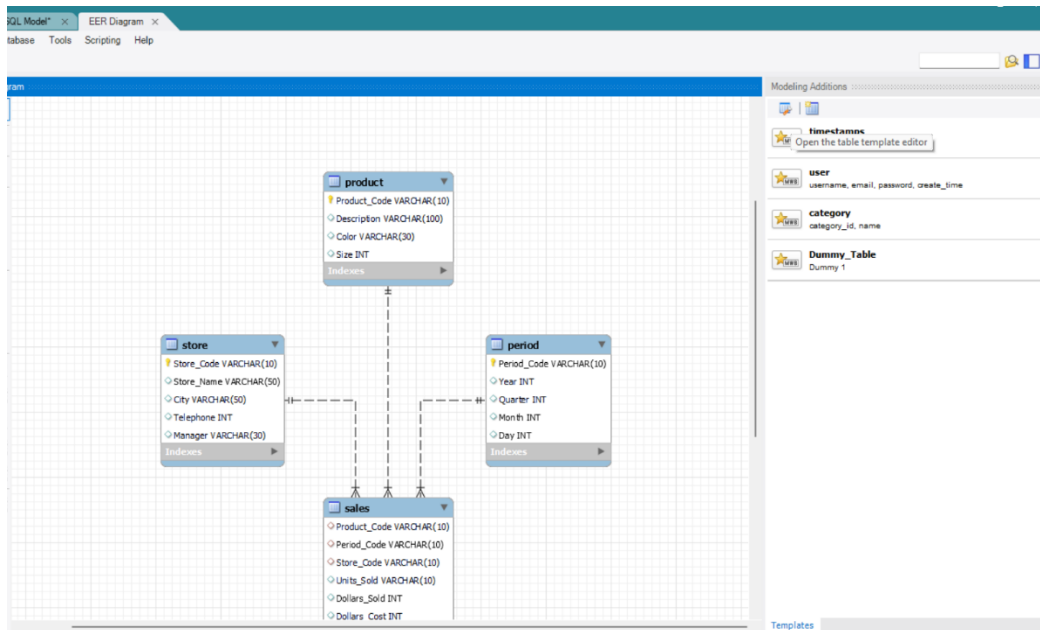 SQL Model*
EER Diagram
tabase Tools Scripting Help
gram
Modeling Additions
timestamps
Open the table template editor
user
username, email, password, create_time
category
category_id, name
Dummy_Table
Dummy 1
product
Product_Code VARCHAR(10)
Description VARCHAR(100)
Color VARCHAR(30)
Size INT
Indexes
store
Store_Code VARCHAR(10)
Store_Name VARCHAR(50)
City VARCHAR(50)
Telephone INT
Manager VARCHAR(30)
Indexes
period
Period_Code VARCHAR(10)
Year INT
Quarter INT
Month INT
Day INT
Indexes
sales
Product_Code VARCHAR(10)
Period_Code VARCHAR(10)
Store_Code VARCHAR(10)
Units_Sold VARCHAR(10)
Dollars_Sold INT
Dollars_Cost INT
Templates